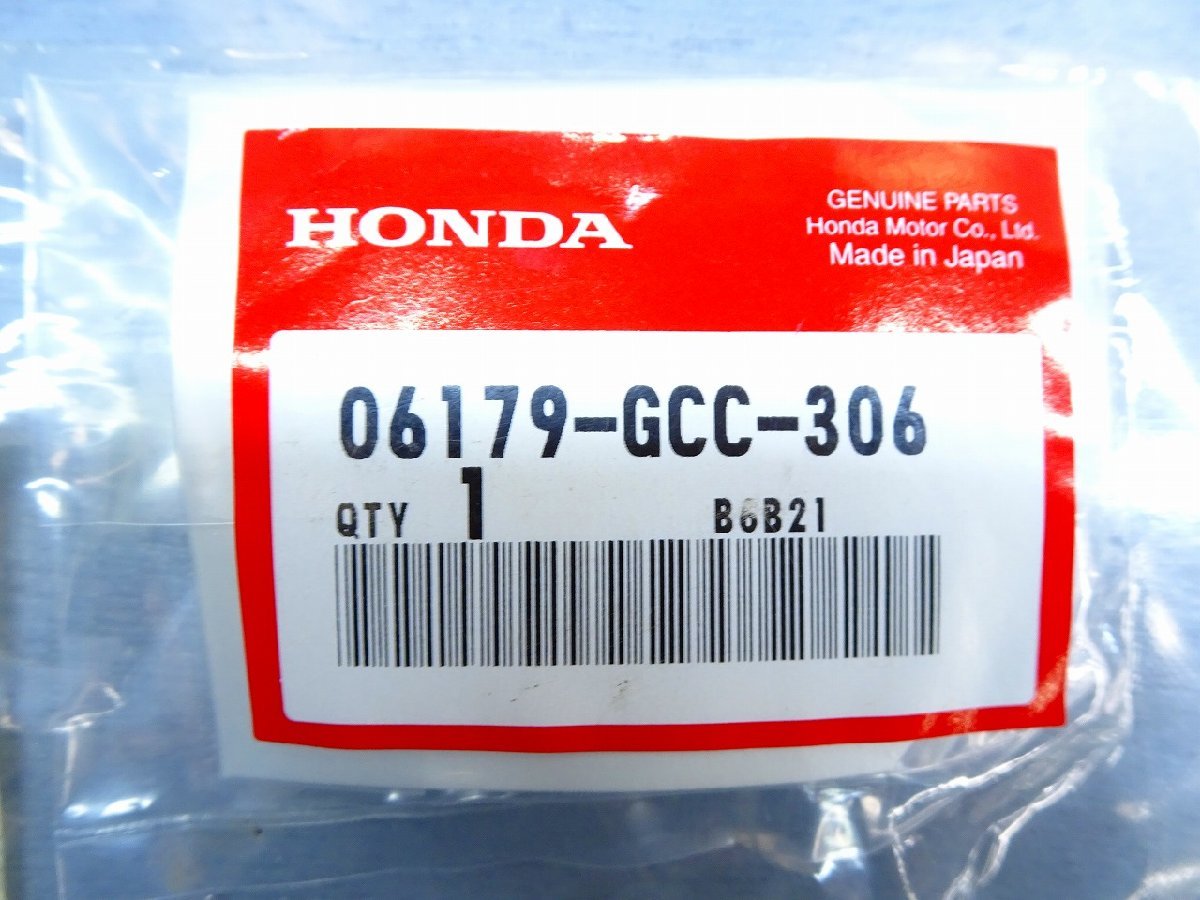 HONDA
GENUINE PARTS
Honda Motor Co., Ltd.
Made in Japan
06179-GCC-306
QTY 1 B6B21